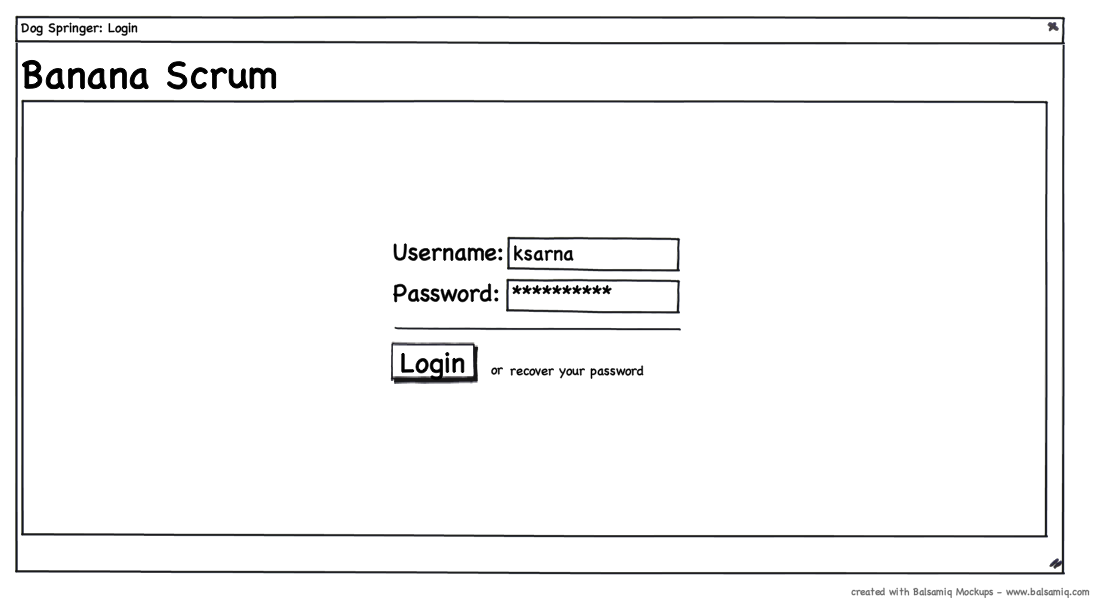 Dog Springer: Login
Banana Scrum
Username: ksarna
Password: **********
Login or recover your password
created with Balsamiq Mockups - www.balsamiq.com